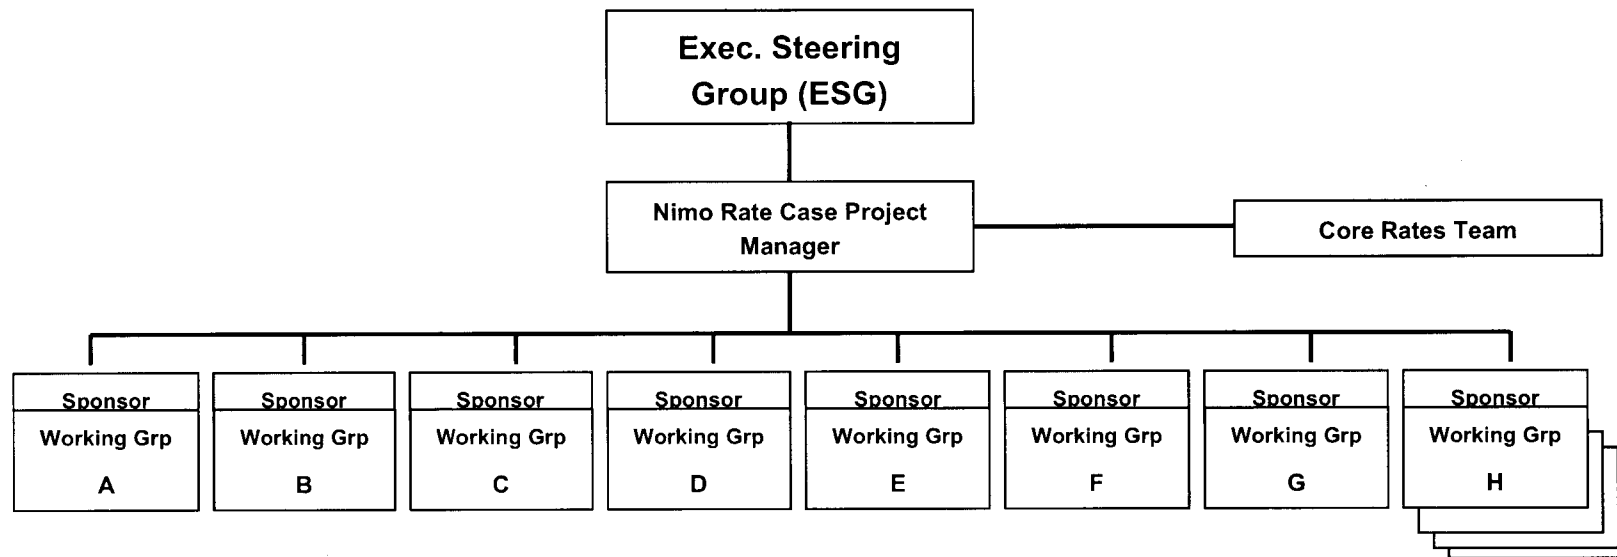 Exec. Steering
Group (ESG)
Nimo Rate Case Project
Manager
Core Rates Team
Sponsor
Working Grp
A
Sponsor
Working Grp
B
Sponsor
Working Grp
C
Sponsor
Working Grp
D
Sponsor
Working Grp
E
Sponsor
Working Grp
F
Sponsor
Working Grp
G
Sponsor
Working Grp
H